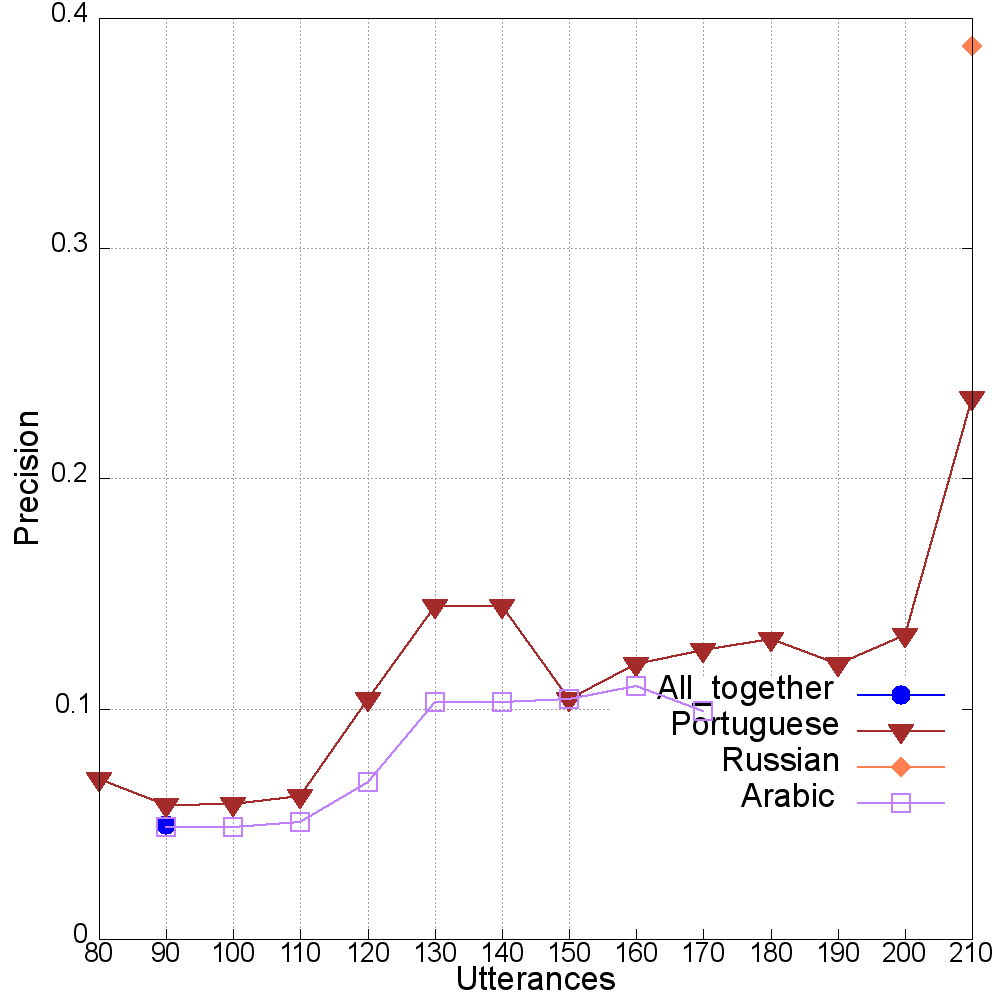 0.4
0.3
0.2
0.1
0
Precision
80 90 100 110 120 130 140 150 160 170 180 190 200 210
Utterances
All_together
Portuguese
Russian
Arabic